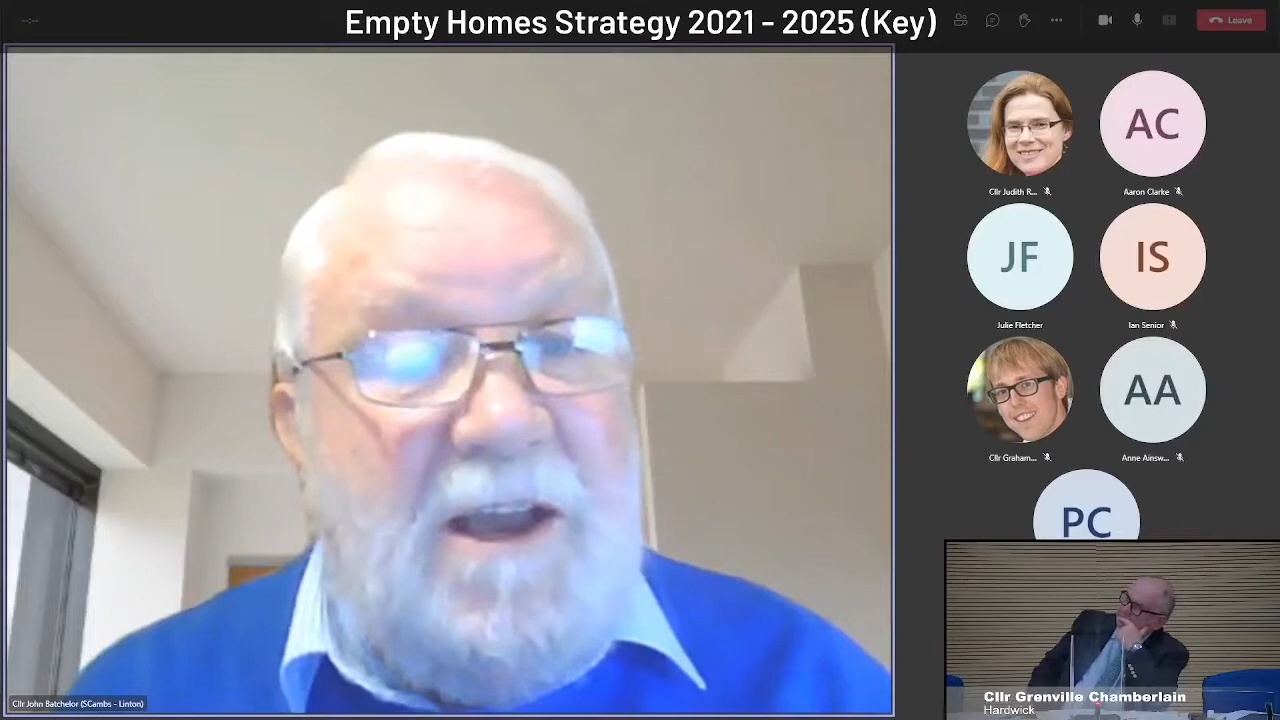 Empty Homes Strategy 2021 - 2025 (Key)
Leave
AC
Cllr Judith R...
Aaron Clarke
JF
IS
Julie Fletcher
Ian Senior
AA
Cllr Graham...
Anne Ainsw...
PC
Cllr Grenville Chamberlain
Hardwick
Cllr John Batchelor (SCambs - Linton)